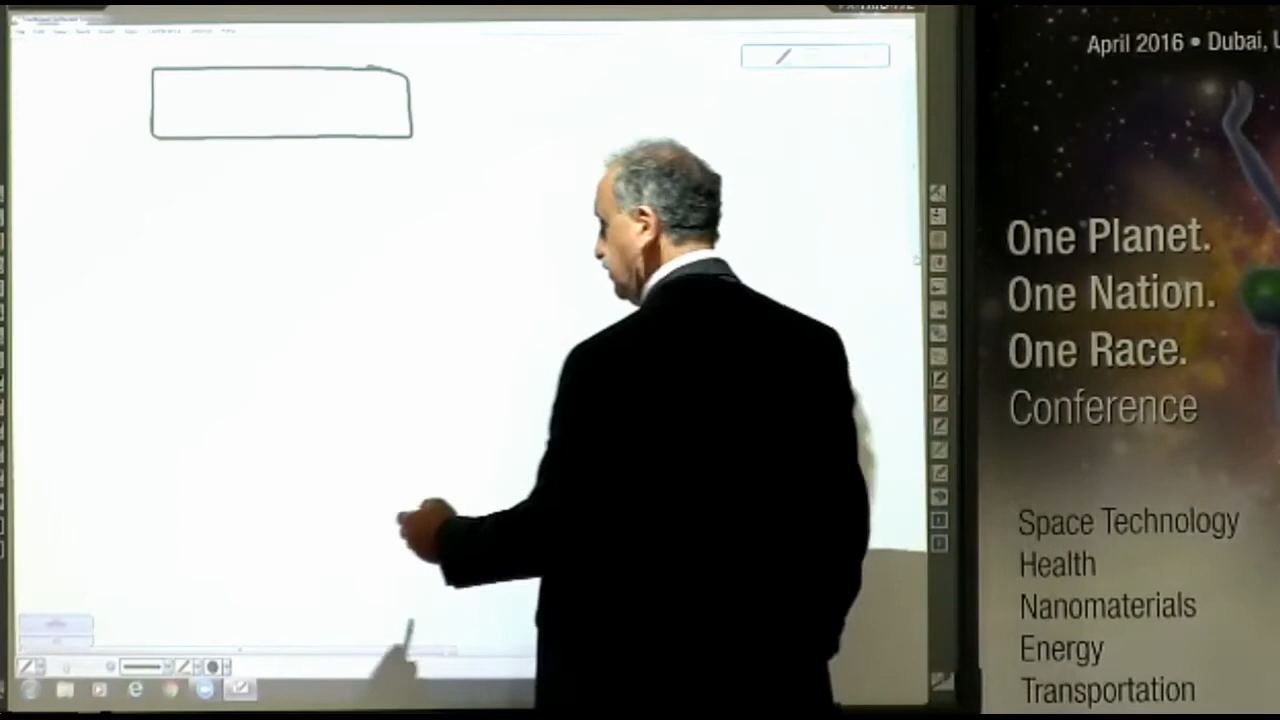 April 2016 • Dubai, U
One Planet.
One Nation.
One Race.
Conference
Space Technology
Health
Nanomaterials
Energy
Transportation